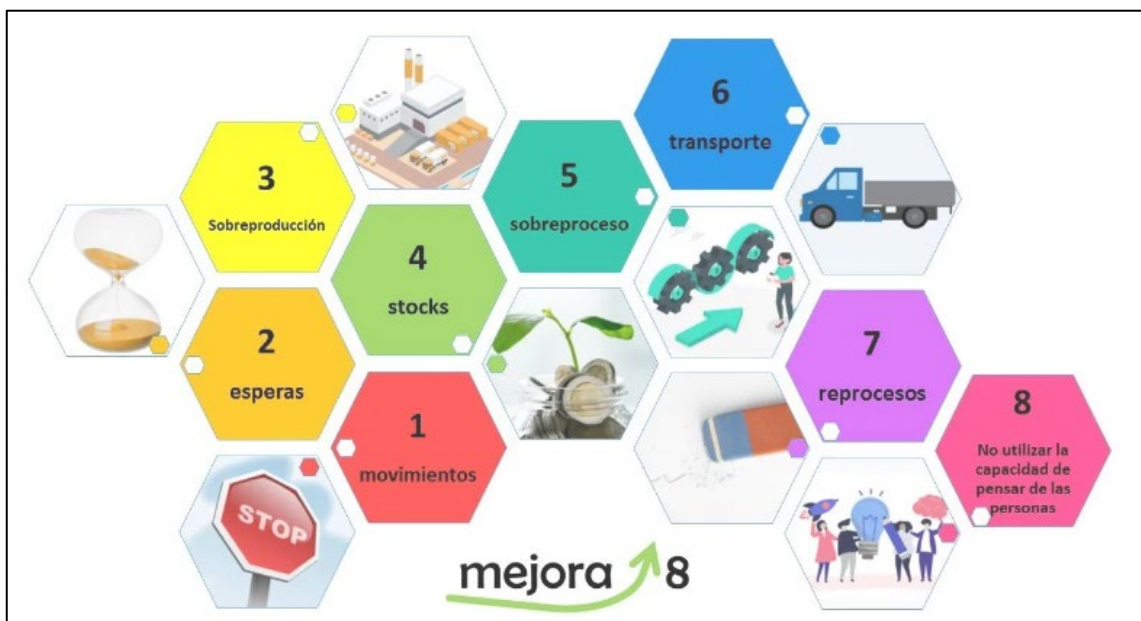 6
transporte
3
Sobreproducción
5
sobreproceso
4
stocks
2
esperas
7
reprocesos
1
movimientos
8
No utilizar la
capacidad de
pensar de las
personas
STOP
mejora 8